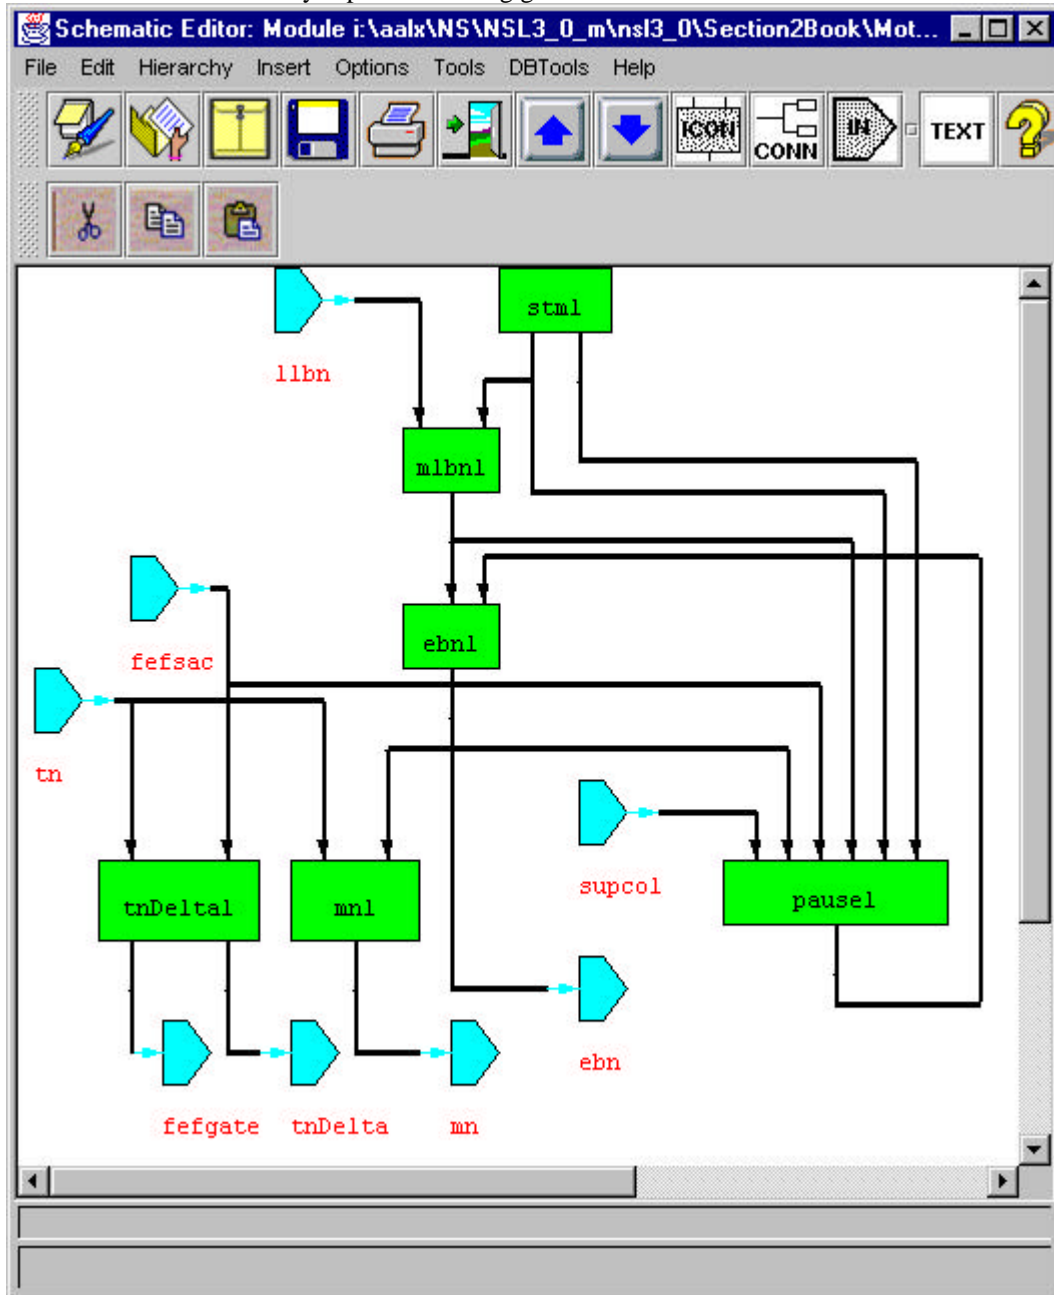 Schematic Editor: Module i:\aalx\NS\NSL3_0_m\nsl3_0\Section2Book\Mot...
File Edit Hierarchy Insert Options Tools DBTools Help
ICON CONN IN TEXT
stml
llbn
mlbnl
fefsac
ebnl
tn
supcol
tnDeltal mnl pausel
ebn
fefgate tnDelta mn